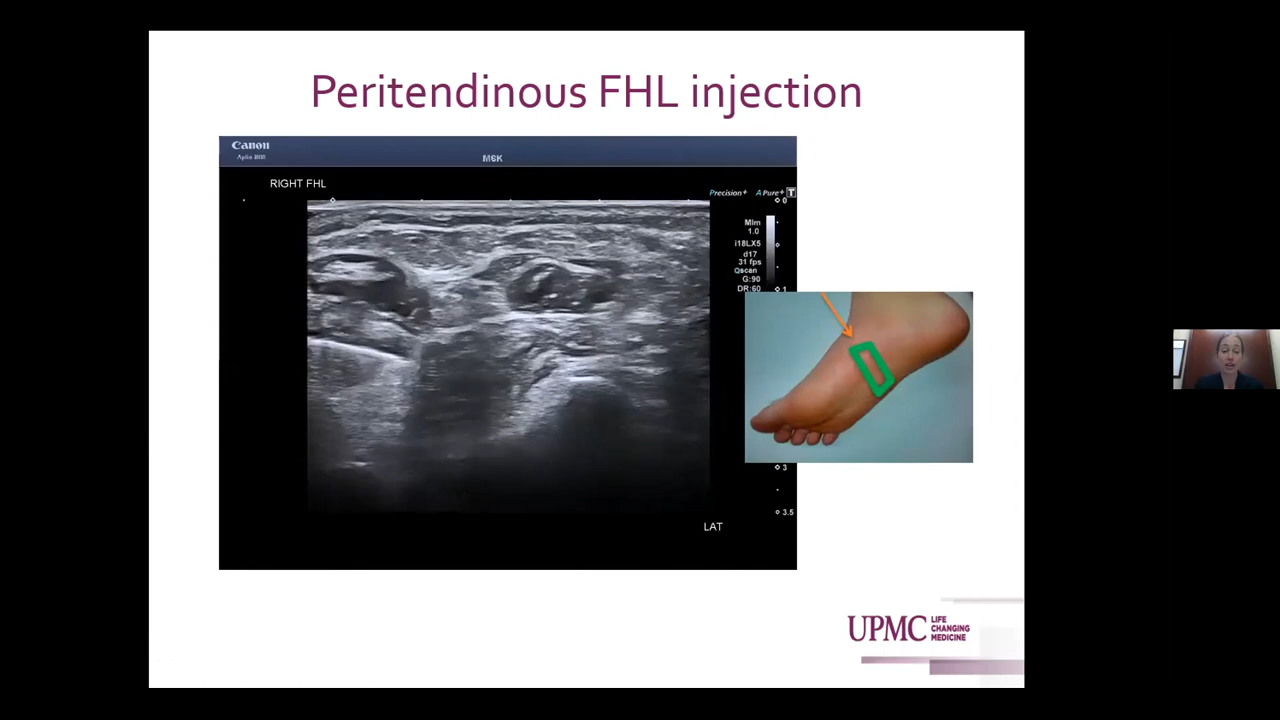 Peritendinous FHL injection
Canon
Aplio i800
MSK
RIGHT FHL
Precision+ A Pure+ T
0
MIm
1.0
i18LX5
d17
31 fps
Qscan
G:90
DR:60
1
3
3.5
LAT
UPMC LIFE
CHANGING
MEDICINE